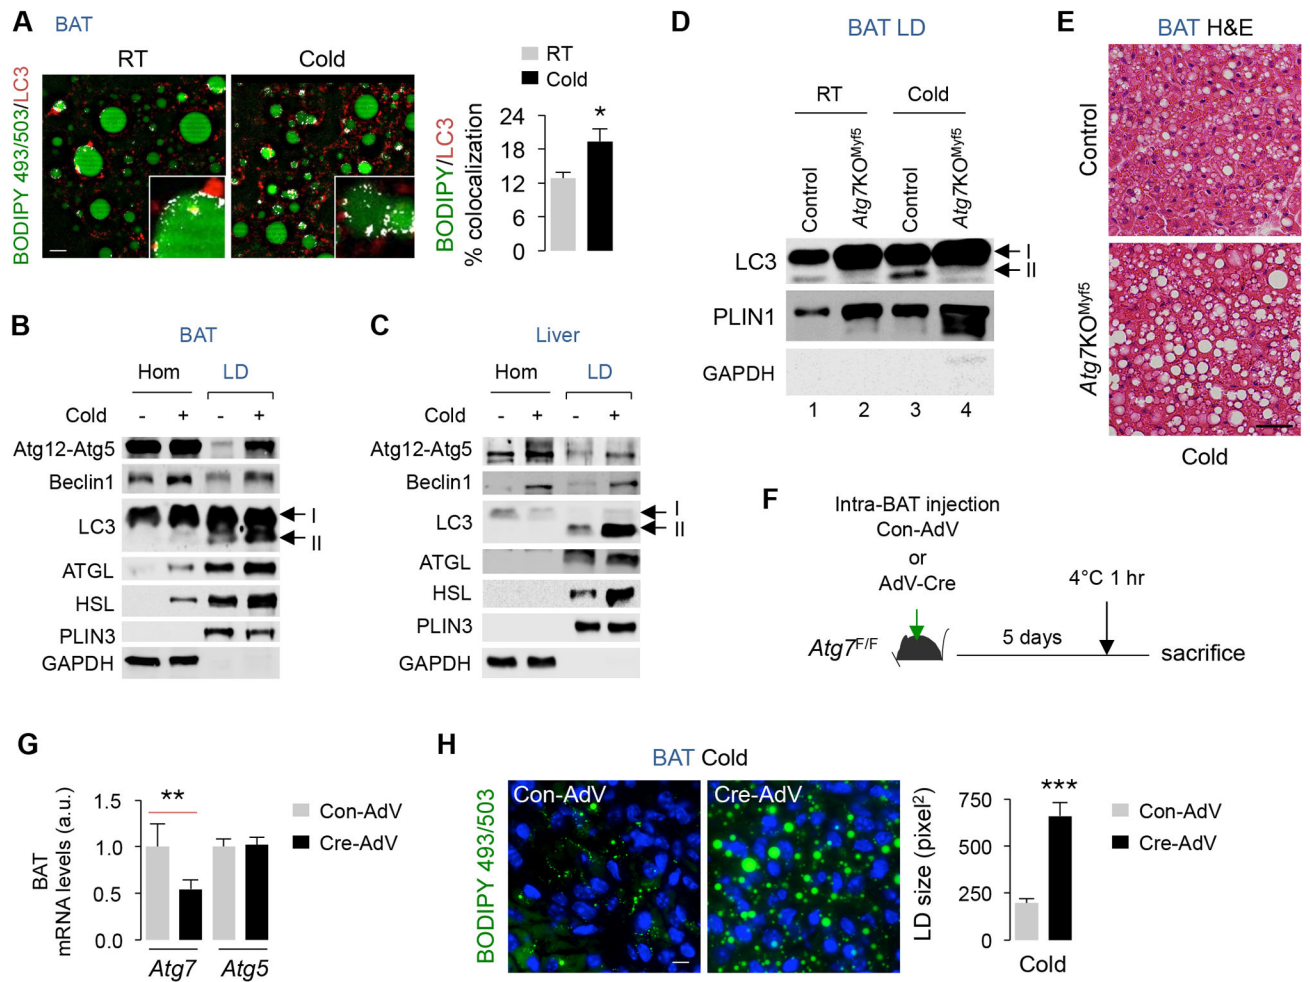 A
BAT
RT
Cold
BODIPY 493/503/LC3
RT
Cold
BODIPY/LC3
% colocalization
24
18
12
6
0
*
B
BAT
Hom
LD
Cold
- + - +
Atg12-Atg5
Beclin1
LC3
I
II
ATGL
HSL
PLIN3
GAPDH
C
Liver
Hom
LD
Cold
- + - +
Atg12-Atg5
Beclin1
LC3
I
II
ATGL
HSL
PLIN3
GAPDH
D
BAT LD
RT
Cold
Control
Atg7KOMyf5
Control
Atg7KOMyf5
LC3
I
II
PLIN1
GAPDH
1 2 3 4
E
BAT H&E
Control
Atg7KOMyf5
Cold
F
Intra-BAT injection
Con-AdV
or
AdV-Cre
4°C 1 hr
Atg7F/F
5 days
sacrifice
G
BAT
mRNA levels (a.u.)
1.5
1.0
0.5
0.0
**
Atg7
Atg5
Con-AdV
Cre-AdV
H
BAT Cold
BODIPY 493/503
Con-AdV
Cre-AdV
LD size (pixel2)
750
500
250
0
***
Cold
Con-AdV
Cre-AdV